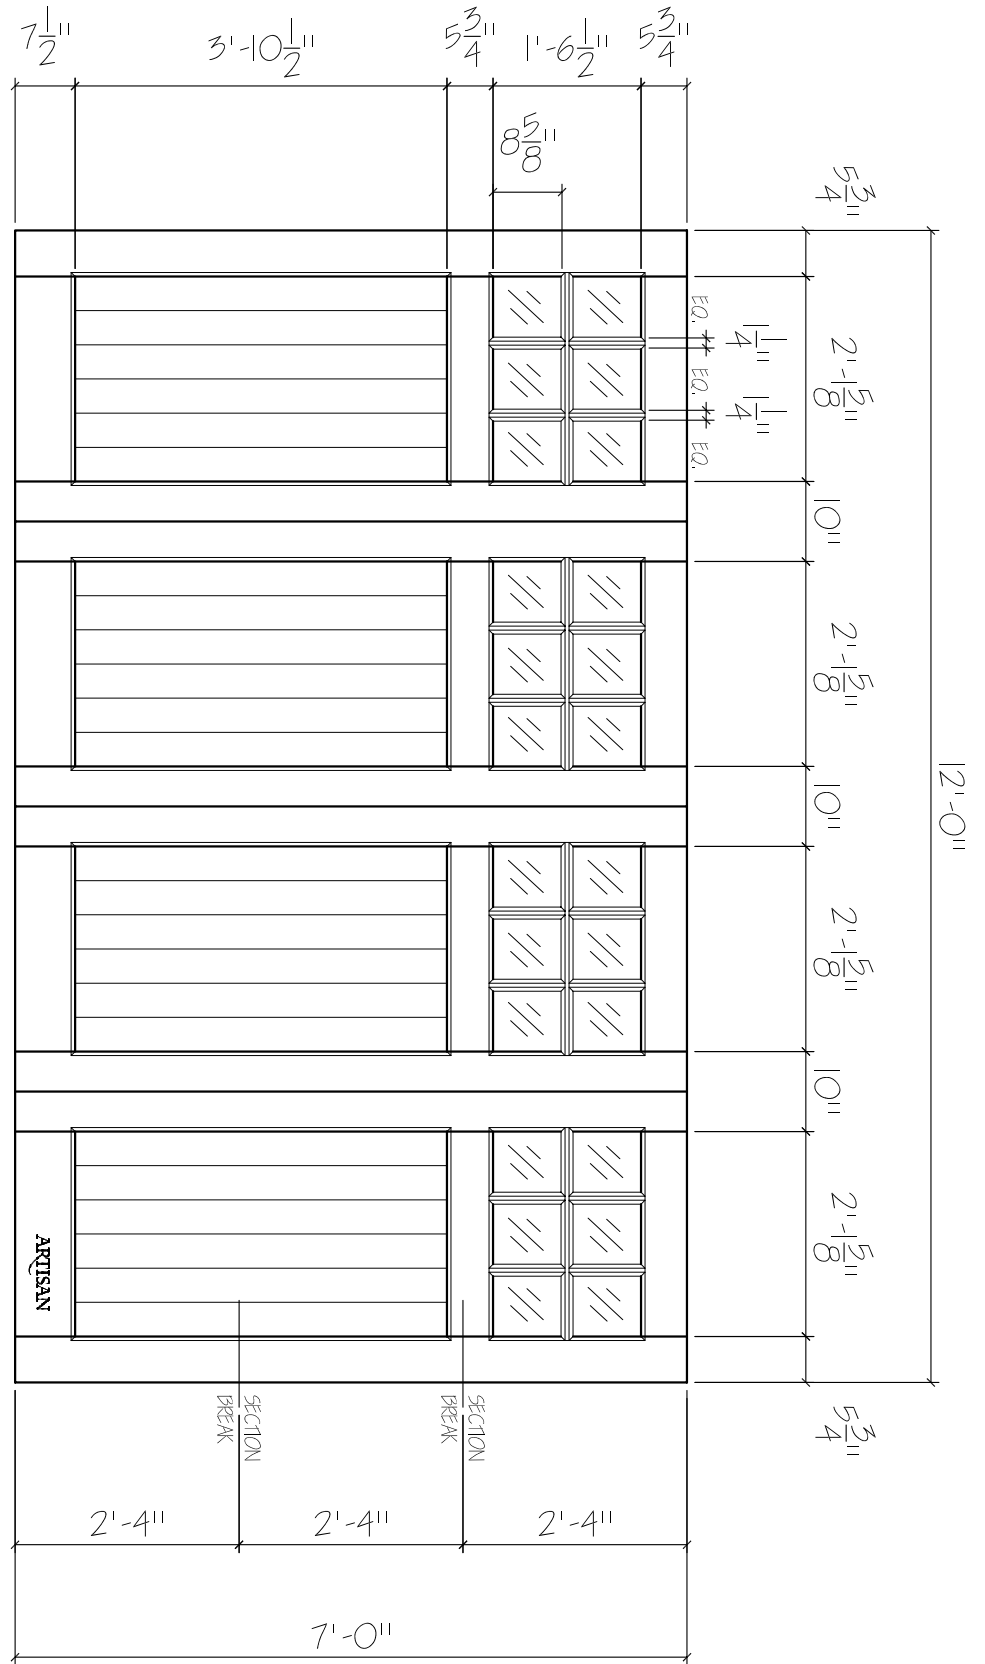 7 1/2"
3'-10 1/2"
5 3/4"
1'-6 1/2"
5 3/4"
8 5/8"
5 3/4"
2'-1 5/8"
10"
2'-1 5/8"
10"
2'-1 5/8"
10"
2'-1 5/8"
5 3/4"
12'-0"
EQ.
1 1/4"
EQ.
1 1/4"
EQ.
ARTISAN
SECTION
BREAK
SECTION
BREAK
2'-4"
2'-4"
2'-4"
7'-0"